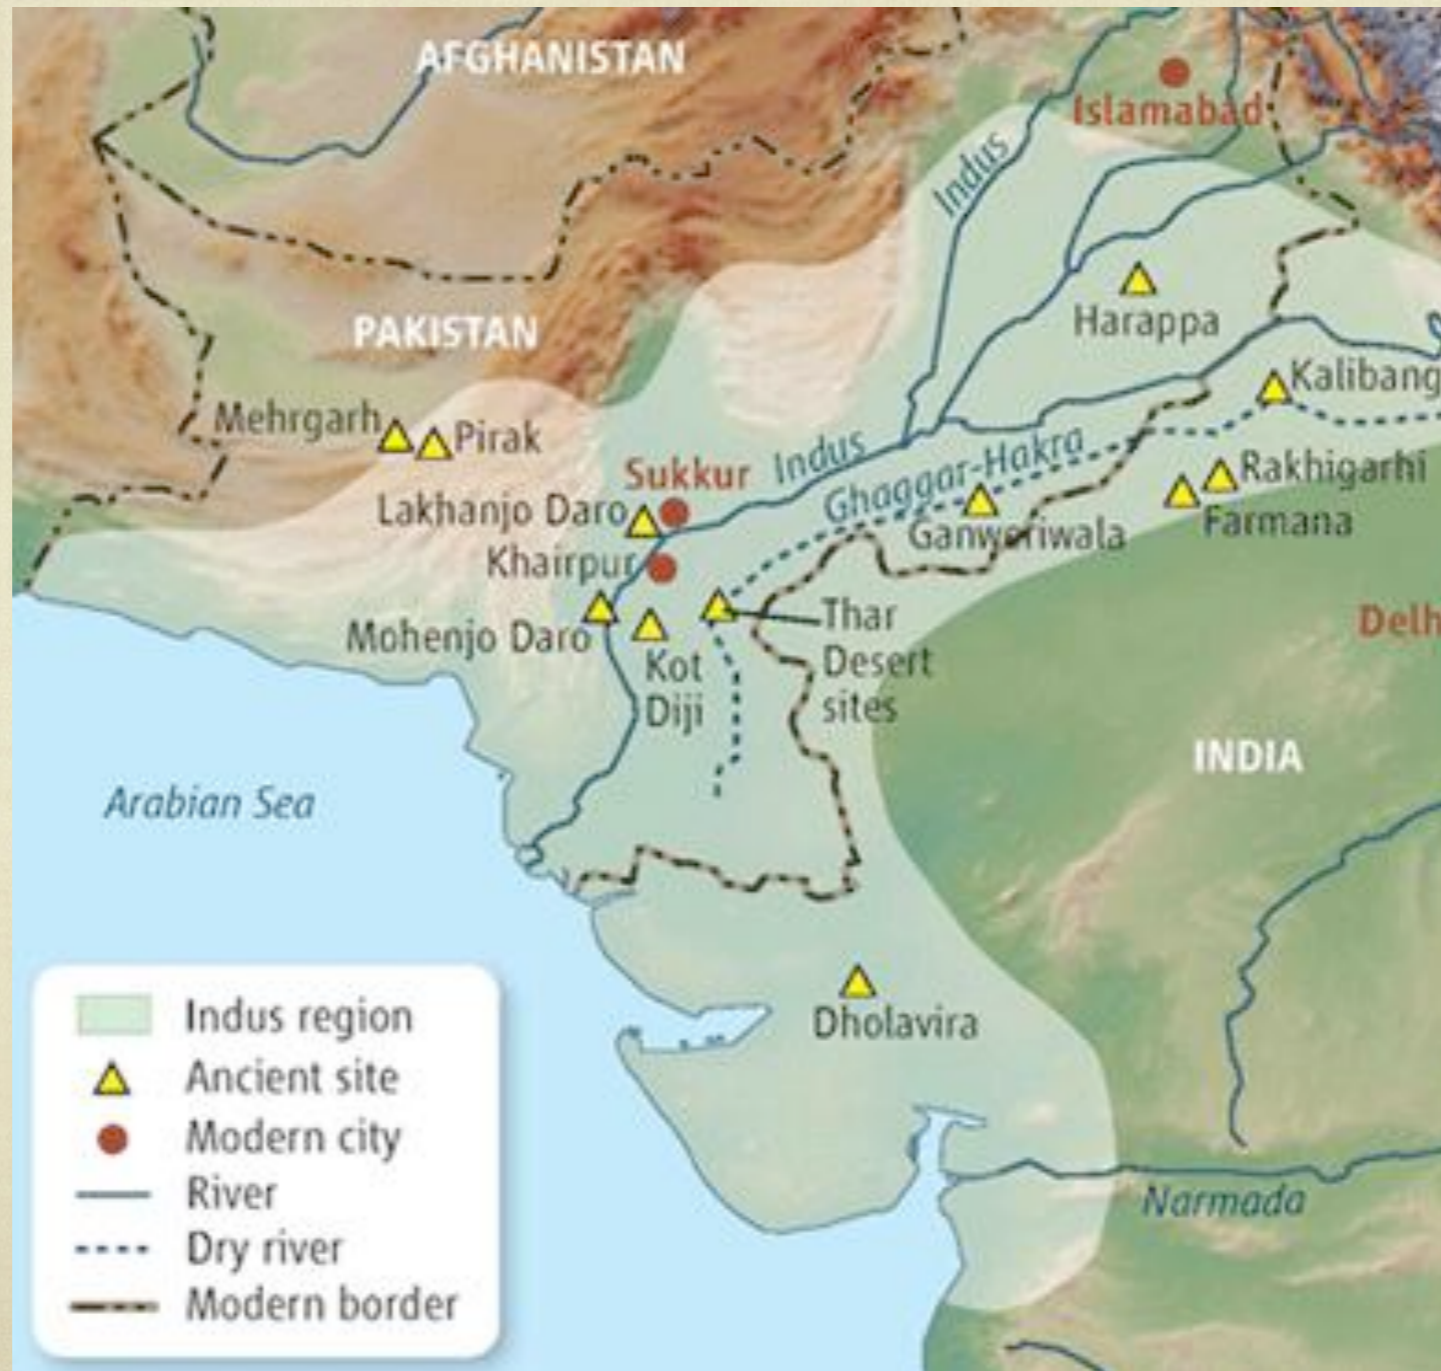 AFGHANISTAN
Islamabad
Indus
Harappa
PAKISTAN
Kalibang
Mehrgarh
Pirak
Sukkur
Indus
Ghaggar-Hakra
Rakhigarhi
Lakhanjo Daro
Ganweriwala
Farmana
Khairpur
Mohenjo Daro
Thar
Desert
sites
Delh
Kot
Diji
INDIA
Arabian Sea
Dholavira
Indus region
Ancient site
Modern city
River
Dry river
Modern border
Narmada